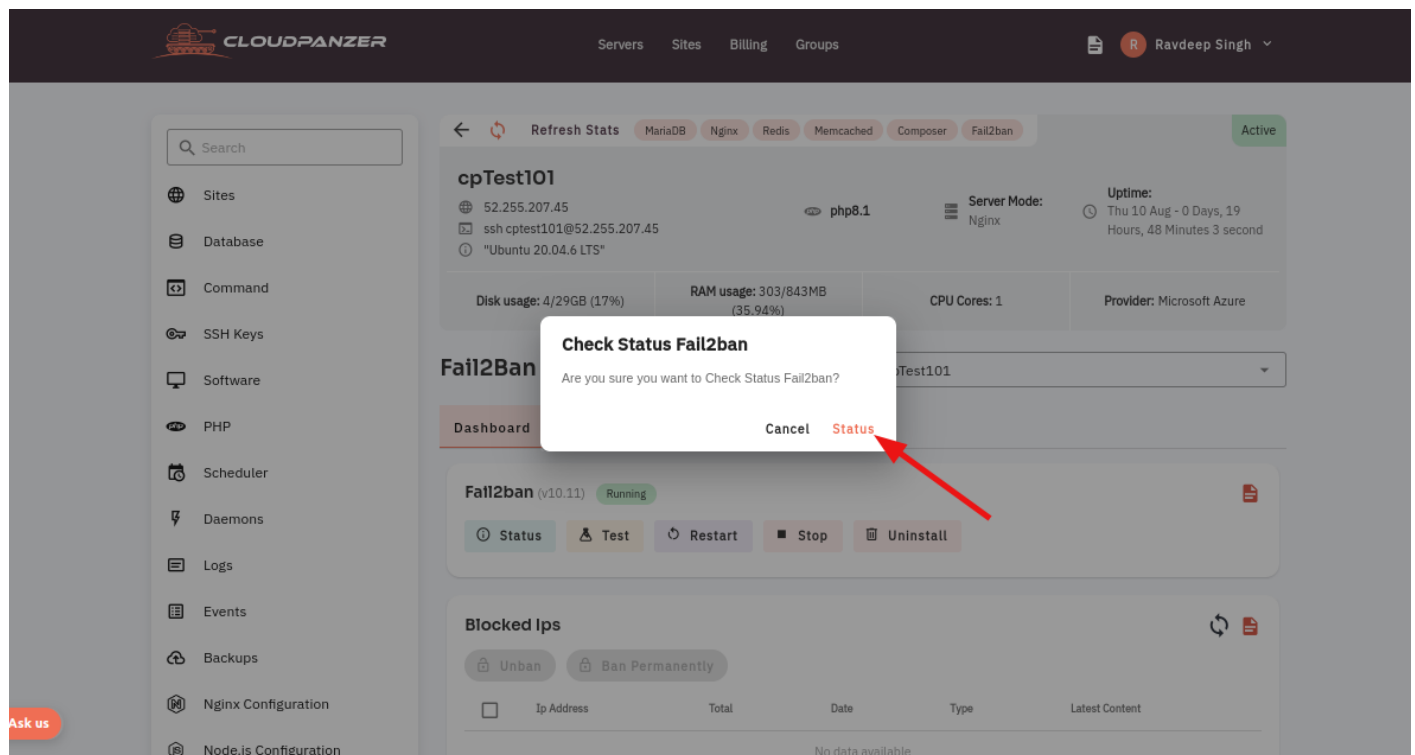 CLOUDPANZER
Servers Sites Billing Groups
R Ravdeep Singh
Search
Sites
Database
Command
SSH Keys
Software
PHP
Scheduler
Daemons
Logs
Events
Backups
Nginx Configuration
Node.js Configuration
Ask us
Refresh Stats MariaDB Nginx Redis Memcached Composer Fail2ban Active
cpTest101
52.255.207.45
ssh cptest101@52.255.207.45
"Ubuntu 20.04.6 LTS"
php8.1
Server Mode:
Nginx
Uptime:
Thu 10 Aug - 0 Days, 19
Hours, 48 Minutes 3 second
Disk usage: 4/29GB (17%)
RAM usage: 303/843MB
(35.94%)
CPU Cores: 1
Provider: Microsoft Azure
Fail2Ban
Check Status Fail2ban
Are you sure you want to Check Status Fail2ban?
Cancel Status
Dashboard
Fail2ban (v10.11) Running
Status Test Restart Stop Uninstall
Blocked Ips
Unban Ban Permanently
Ip Address Total Date Type Latest Content
No data available